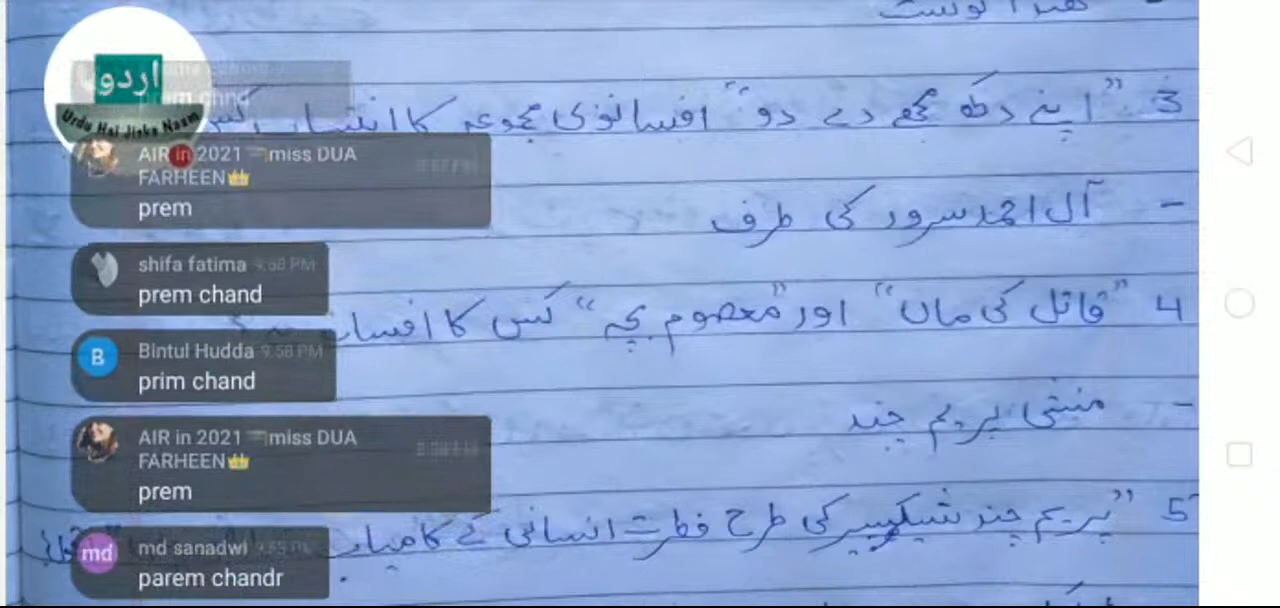 3 "اپنے دکھ مجھے دے دو" افسانوی مجموعہ کا انتساب کس
- آل احمد سرور کی طرف
4 "قاتل کی ماں" اور "معصوم بچہ" کس کا افسانہ ہے؟
- منشی پریم چند
5 "پریم چند شیکسپیر کی طرح فطرت انسانی کے کامیاب
اردو
Urdu Hai Jiska Naam
AIR in 2021 miss DUA
FARHEEN👑
prem
shifa fatima 9:58 PM
prem chand
B
Bintul Hudda 9:58 PM
prim chand
AIR in 2021 miss DUA
FARHEEN👑
prem
md
md sanadwi
parem chandr